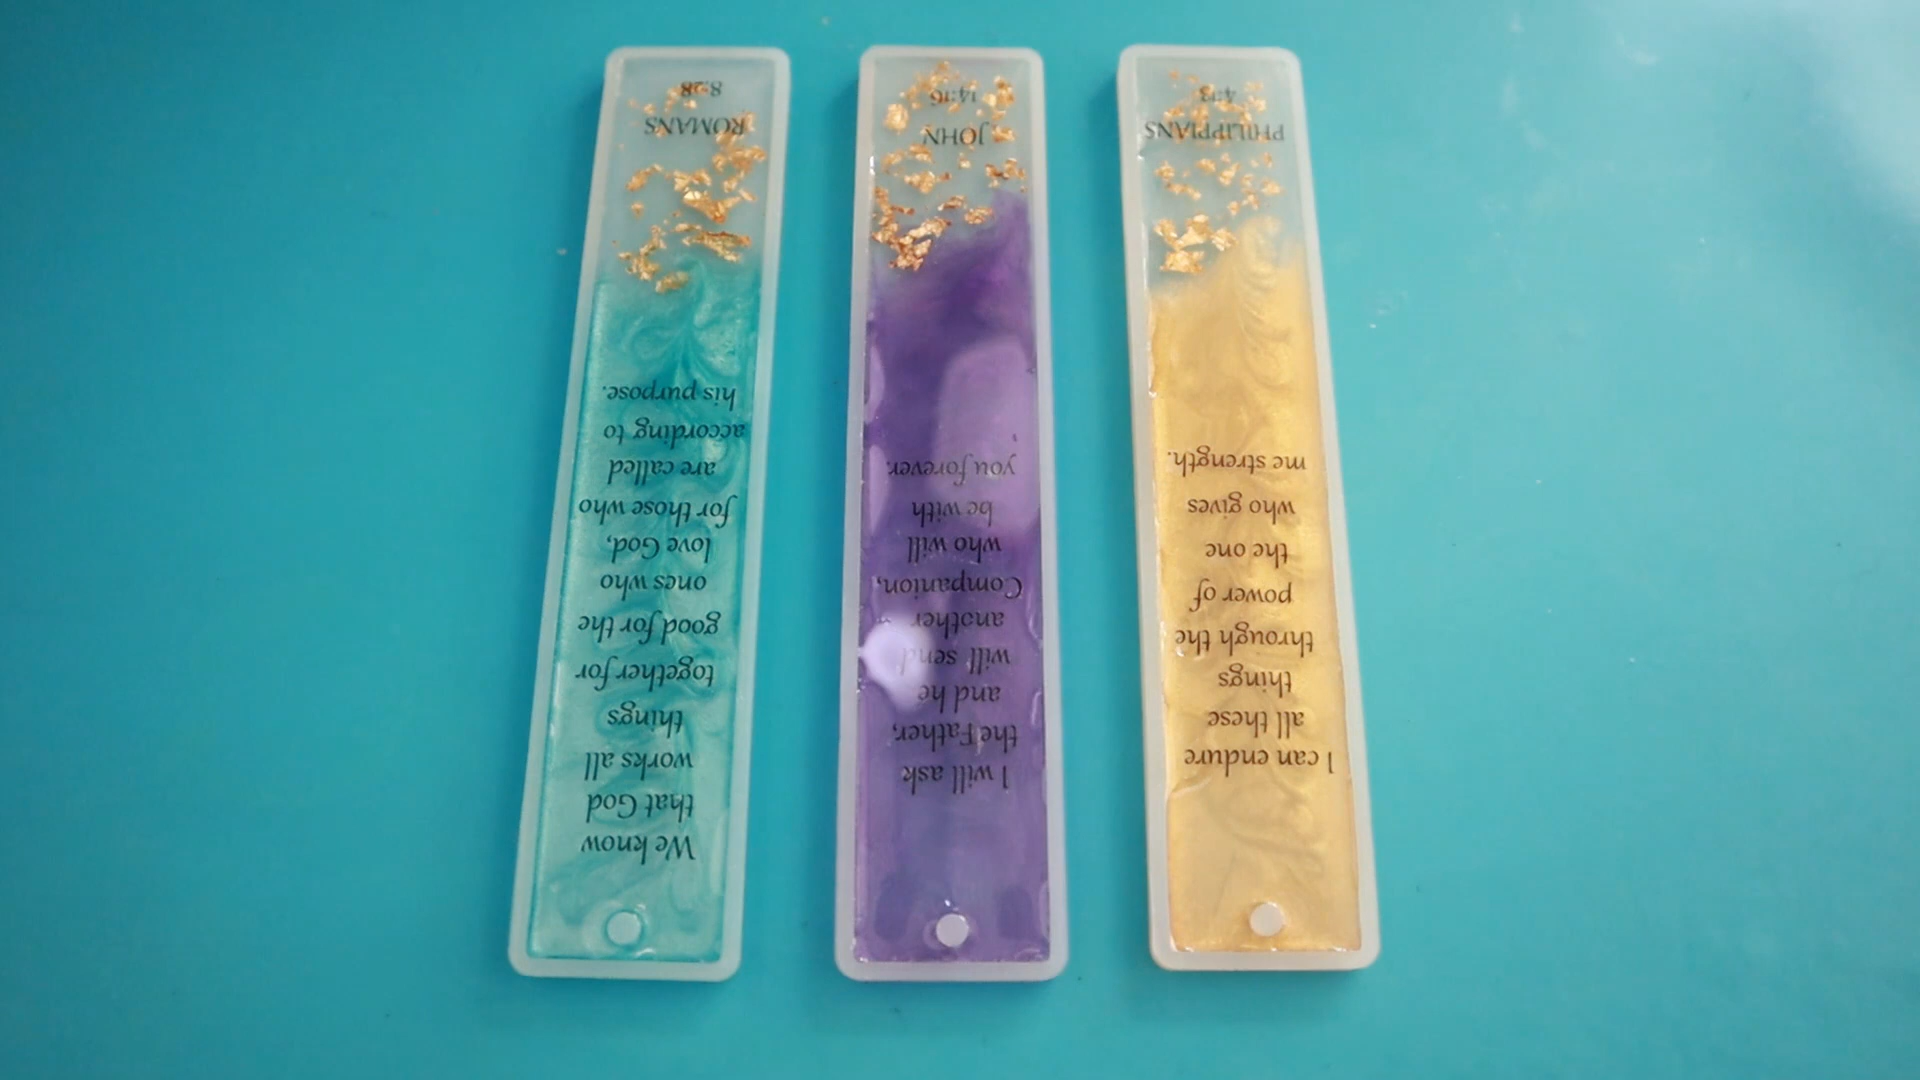 We know
that God
works all
things
together for
good for the
ones who
love God,
for those who
are called
according to
his purpose.
ROMANS
8:28
I will ask
the Father,
and he
will send
another
Companion,
who will
be with
you forever.
JOHN
14:16
I can endure
all these
things
through the
power of
the one
who gives
me strength.
PHILIPPIANS
4:13